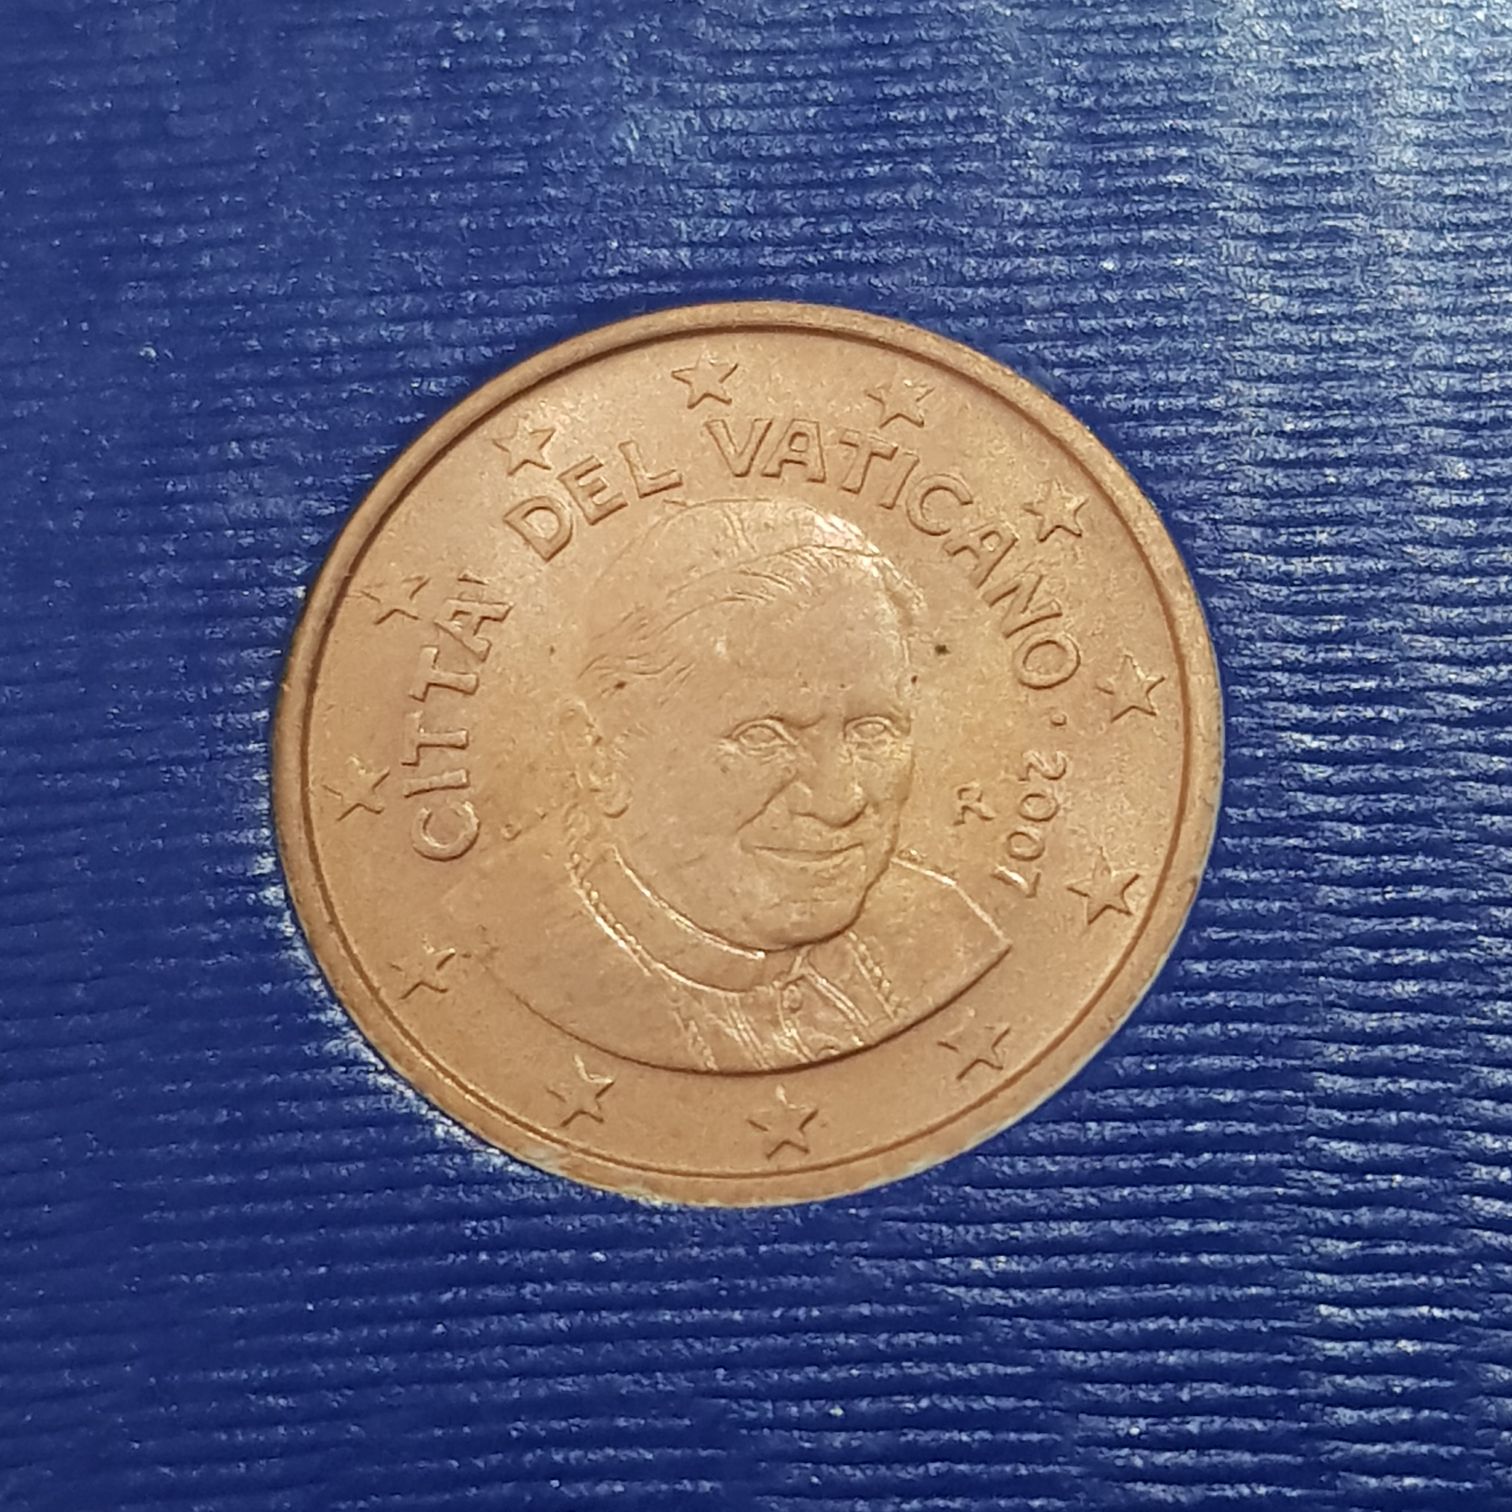 CITTA' DEL VATICANO · 2007
R